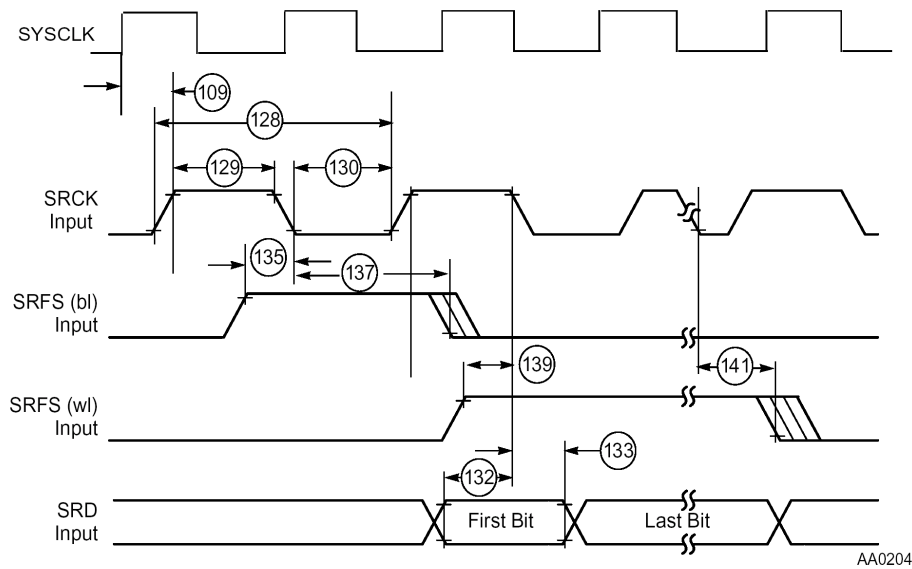 SYSCLK
109
128
129
130
SRCK
Input
135
137
SRFS (bl)
Input
139
141
SRFS (wl)
Input
133
132
SRD
Input
First Bit
Last Bit
AA0204